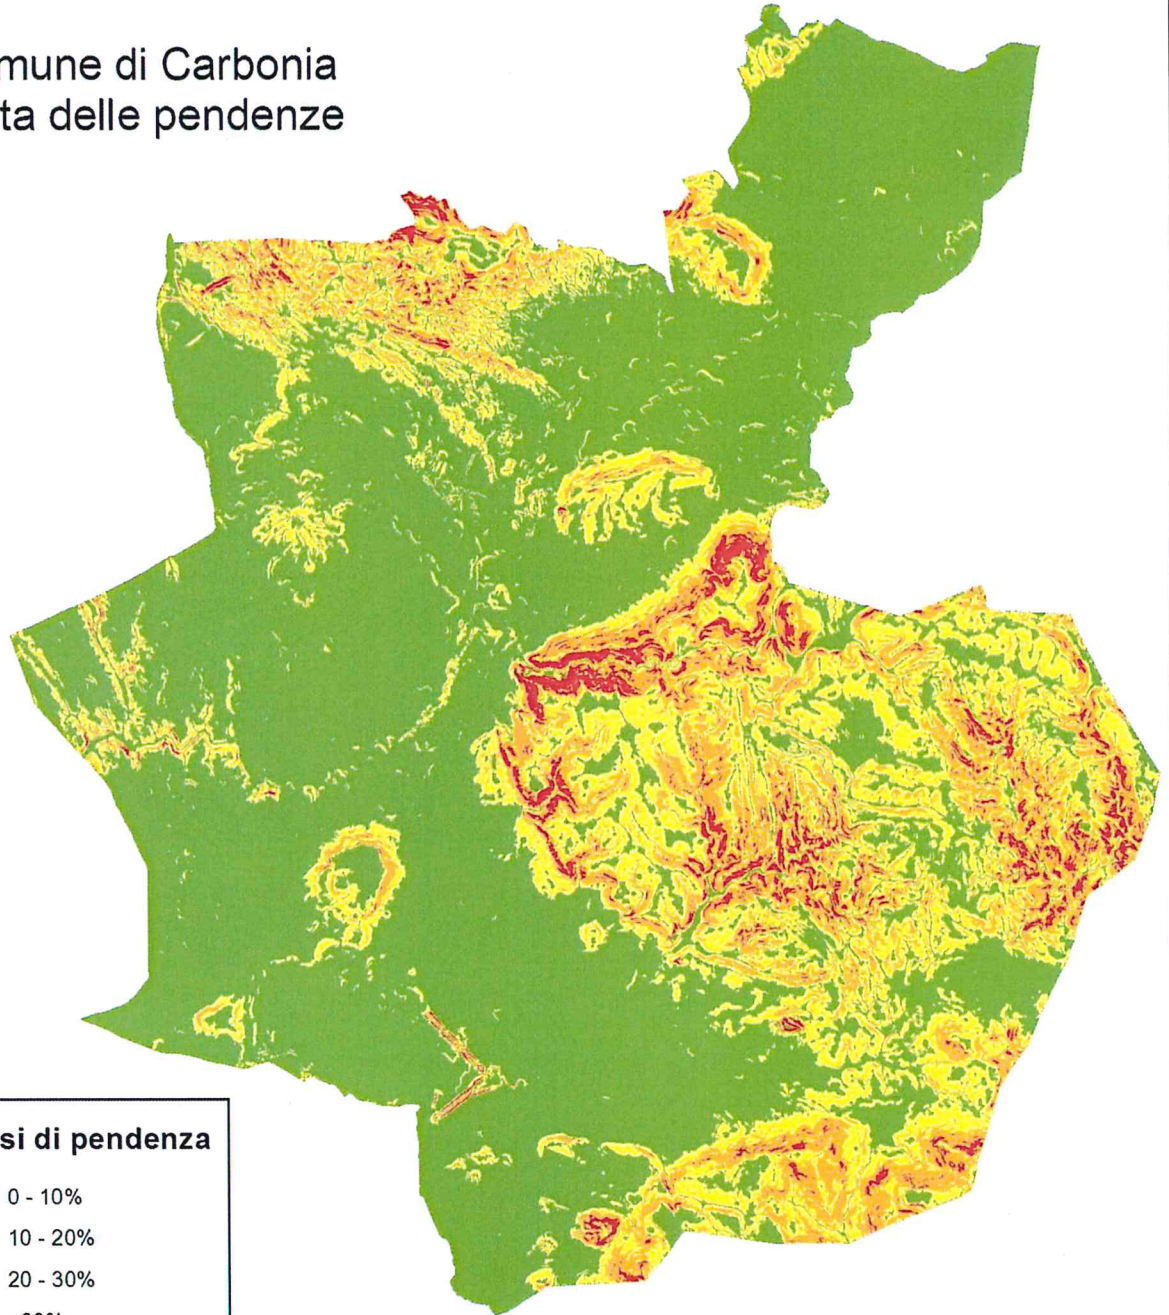 mune di Carbonia
ta delle pendenze
si di pendenza
0 - 10%
10 - 20%
20 - 30%